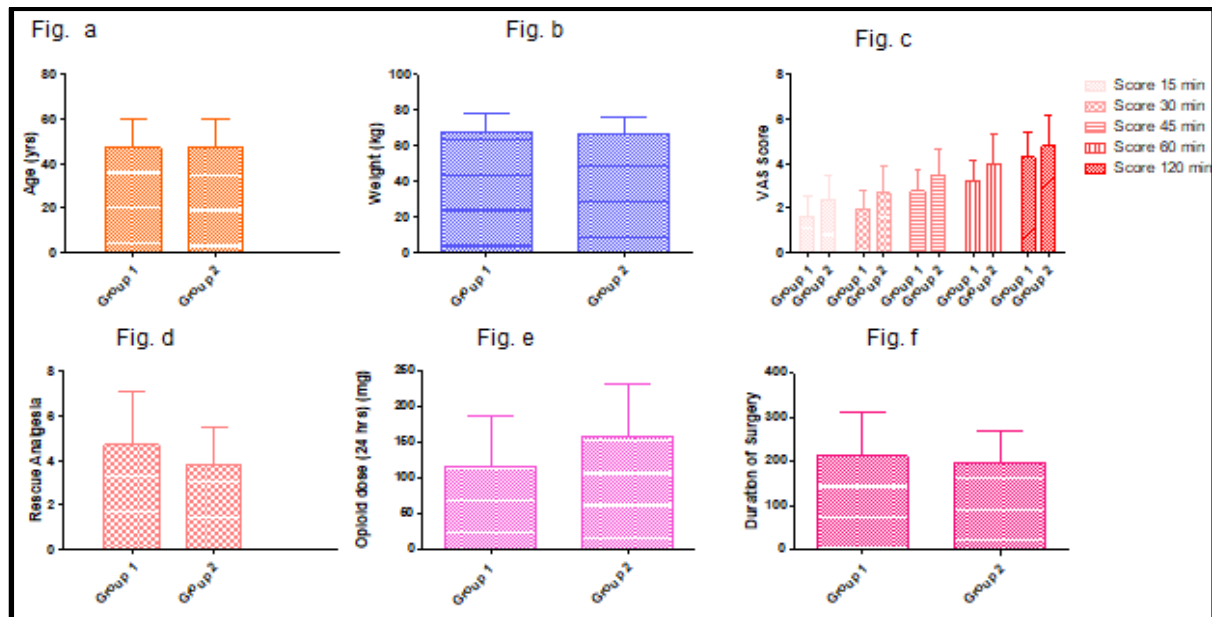 Fig. a
Age (yrs)
80
60
40
20
0
Group 1
Group 2
Fig. b
Weight (kg)
100
80
60
40
20
0
Group 1
Group 2
Fig. c
VAS score
8
6
4
2
0
Group 1
Group 2
Group 1
Group 2
Group 1
Group 2
Group 1
Group 2
Group 1
Group 2
Score 15 min
Score 30 min
Score 45 min
Score 60 min
Score 120 min
Fig. d
Rescue Analgesia
8
6
4
2
0
Group 1
Group 2
Fig. e
Opioid dose (24 hrs) (mg)
250
200
150
100
50
0
Group 1
Group 2
Fig. f
Duration of surgery
400
300
200
100
0
Group 1
Group 2